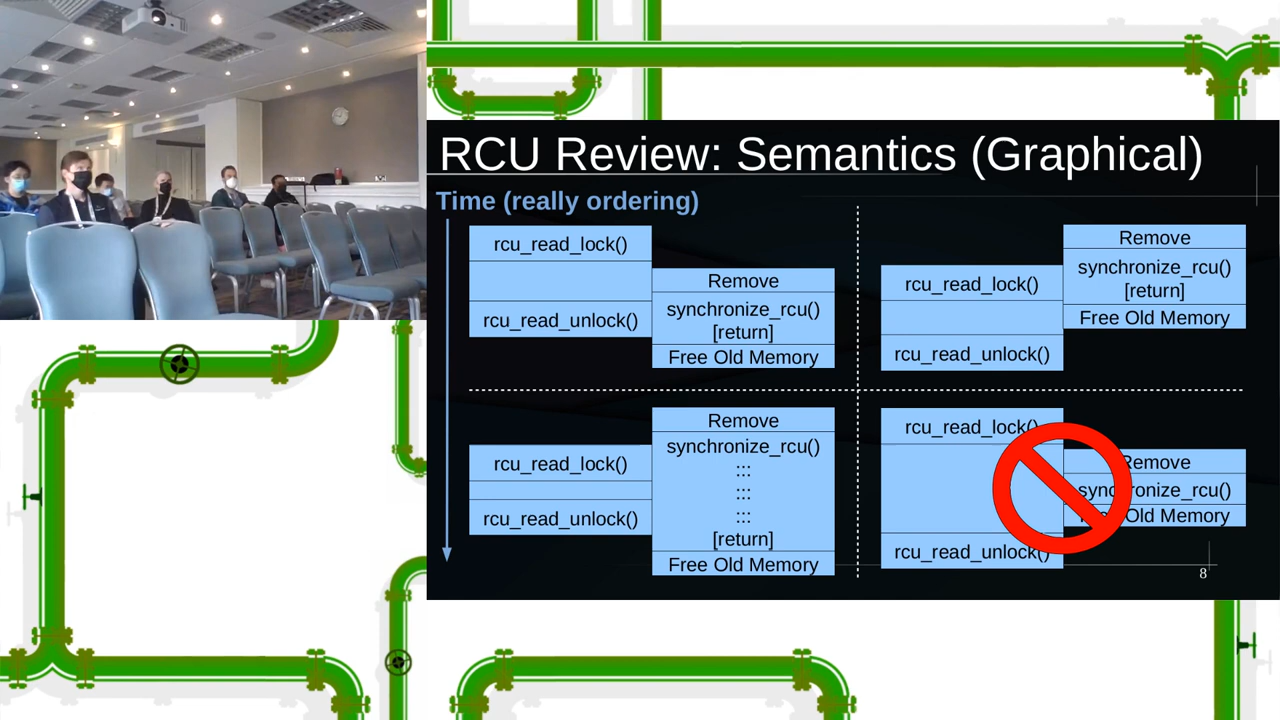 RCU Review: Semantics (Graphical)
Time (really ordering)
rcu_read_lock()
rcu_read_unlock()
Remove
synchronize_rcu()
[return]
Free Old Memory
rcu_read_lock()
rcu_read_unlock()
Remove
synchronize_rcu()
[return]
Free Old Memory
rcu_read_lock()
rcu_read_unlock()
Remove
synchronize_rcu()
:::
:::
:::
[return]
Free Old Memory
rcu_read_lock()
rcu_read_unlock()
Remove
synchronize_rcu()
Free Old Memory
8